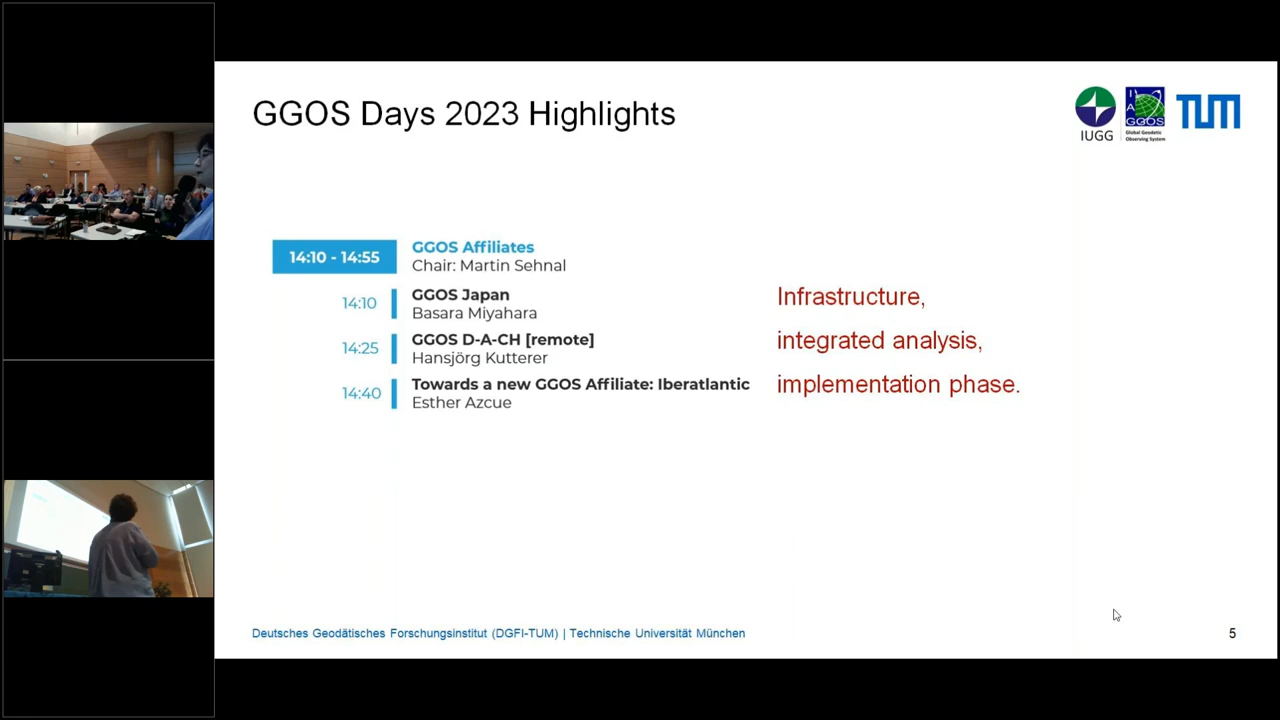 GGOS Days 2023 Highlights
IUGG
I
A
G
GGOS
Global Geodetic
Observing System
TUM
14:10 - 14:55
GGOS Affiliates
Chair: Martin Sehnal
14:10
GGOS Japan
Basara Miyahara
14:25
GGOS D-A-CH [remote]
Hansjörg Kutterer
14:40
Towards a new GGOS Affiliate: Iberatlantic
Esther Azcue
Infrastructure,
integrated analysis,
implementation phase.
Deutsches Geodätisches Forschungsinstitut (DGFI-TUM) | Technische Universität München
5